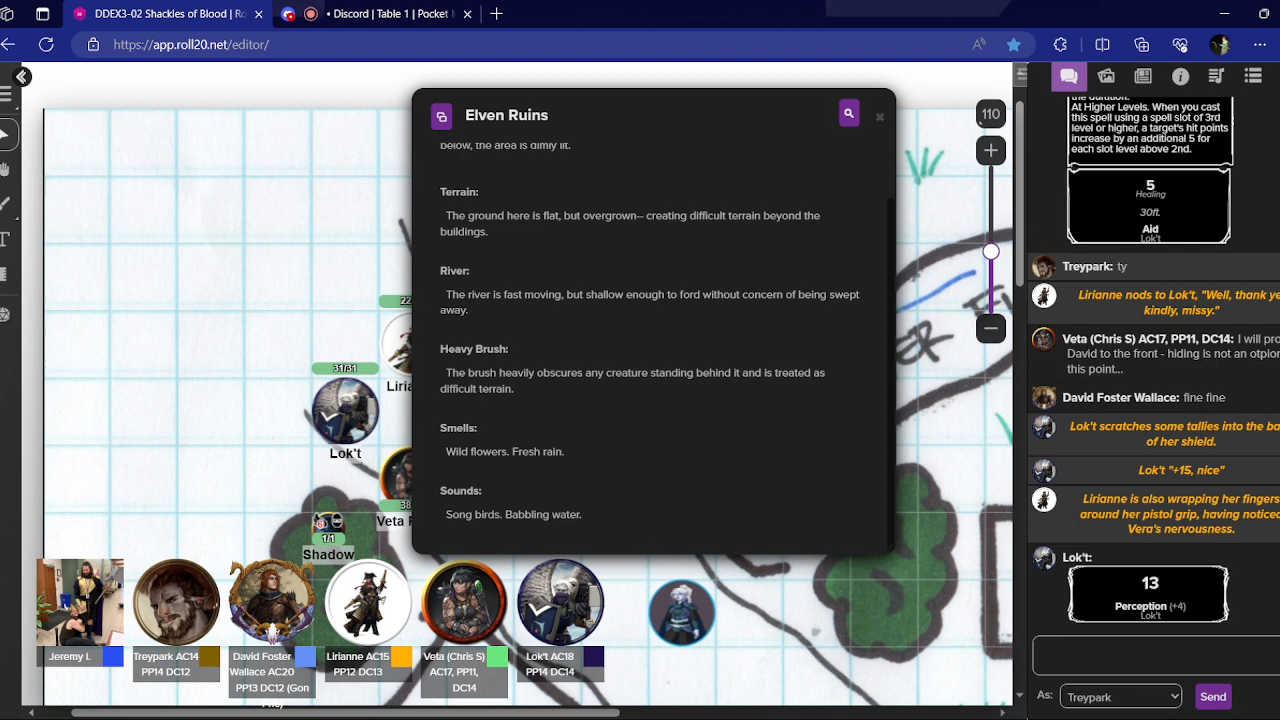 DDEX3-02 Shackles of Blood | Ro
• Discord | Table 1 | Pocket N
https://app.roll20.net/editor/
Elven Ruins
below, the area is dimly lit.
Terrain:
The ground here is flat, but overgrown-- creating difficult terrain beyond the
buildings.
River:
The river is fast moving, but shallow enough to ford without concern of being swept
away.
Heavy Brush:
The brush heavily obscures any creature standing behind it and is treated as
difficult terrain.
Smells:
Wild flowers. Fresh rain.
Sounds:
Song birds. Babbling water.
110
22
31/31
Liria
Lok't
38
Veta
1/1
Shadow
Jeremy I.
Treypark AC14
PP14 DC12
David Foster
Wallace AC20
PP13 DC12 (Gon
Lirianne AC15
PP12 DC13
Veta (Chris S)
AC17, PP11,
DC14
Lok't AC18
PP14 DC14
the duration.
At Higher Levels. When you cast
this spell using a spell slot of 3rd
level or higher, a target's hit points
increase by an additional 5 for
each slot level above 2nd.
5
Healing
30ft.
Aid
Lok't
Treypark: ty
Lirianne nods to Lok't, "Well, thank ye
kindly, missy."
Veta (Chris S) AC17, PP11, DC14: I will pro
David to the front - hiding is not an otpior
this point...
David Foster Wallace: fine fine
Lok't scratches some tallies into the ba
of her shield.
Lok't "+15, nice"
Lirianne is also wrapping her fingers
around her pistol grip, having noticed
Vera's nervousness.
Lok't:
13
Perception (+4)
Lok't
As:
Treypark
Send